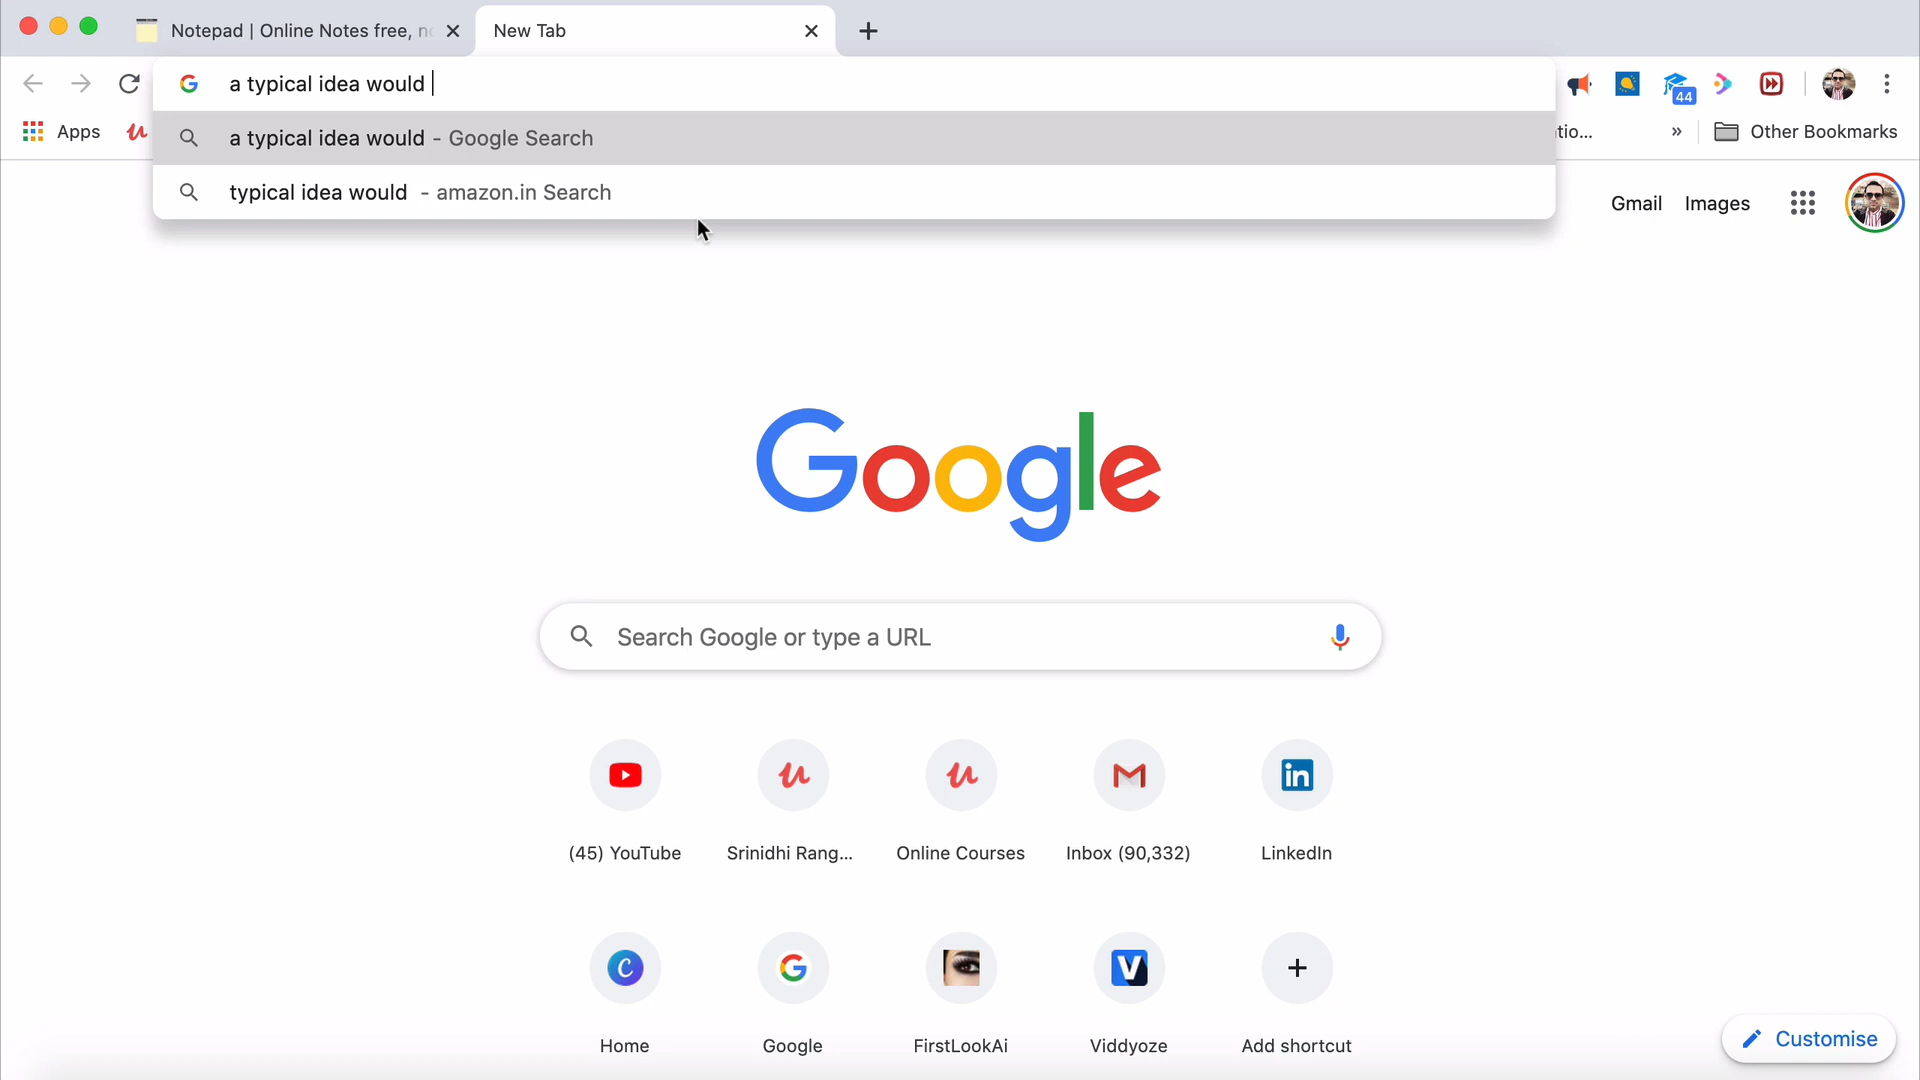 Notepad | Online Notes free, no
New Tab
a typical idea would
44
a typical idea would - Google Search
typical idea would - amazon.in Search
Apps
tio...
»
Other Bookmarks
Gmail
Images
Google
Search Google or type a URL
(45) YouTube
Srinidhi Rang...
Online Courses
Inbox (90,332)
LinkedIn
Home
Google
FirstLookAi
Viddyoze
Add shortcut
Customise